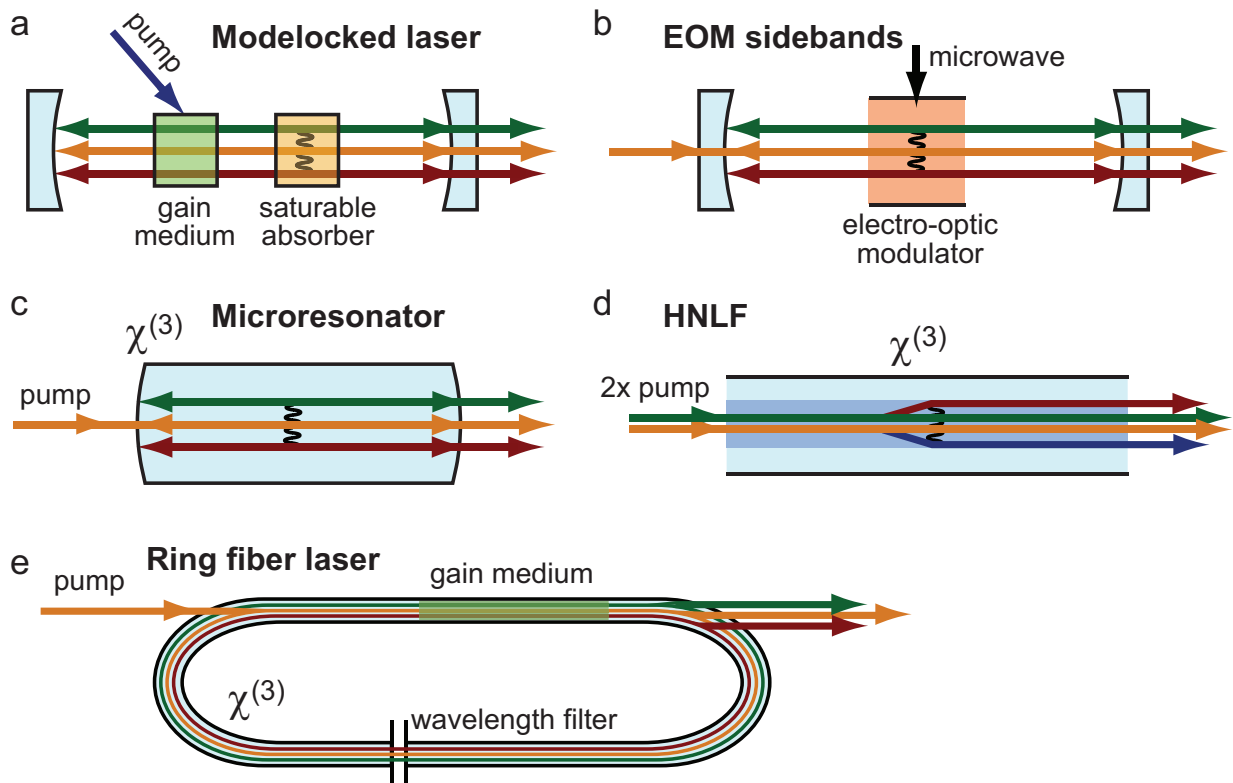 a
Modelocked laser
pump
gain
medium
saturable
absorber
b
EOM sidebands
microwave
electro-optic
modulator
c
Microresonator
χ(3)
pump
d
HNLF
χ(3)
2x pump
e
Ring fiber laser
pump
gain medium
χ(3)
wavelength filter